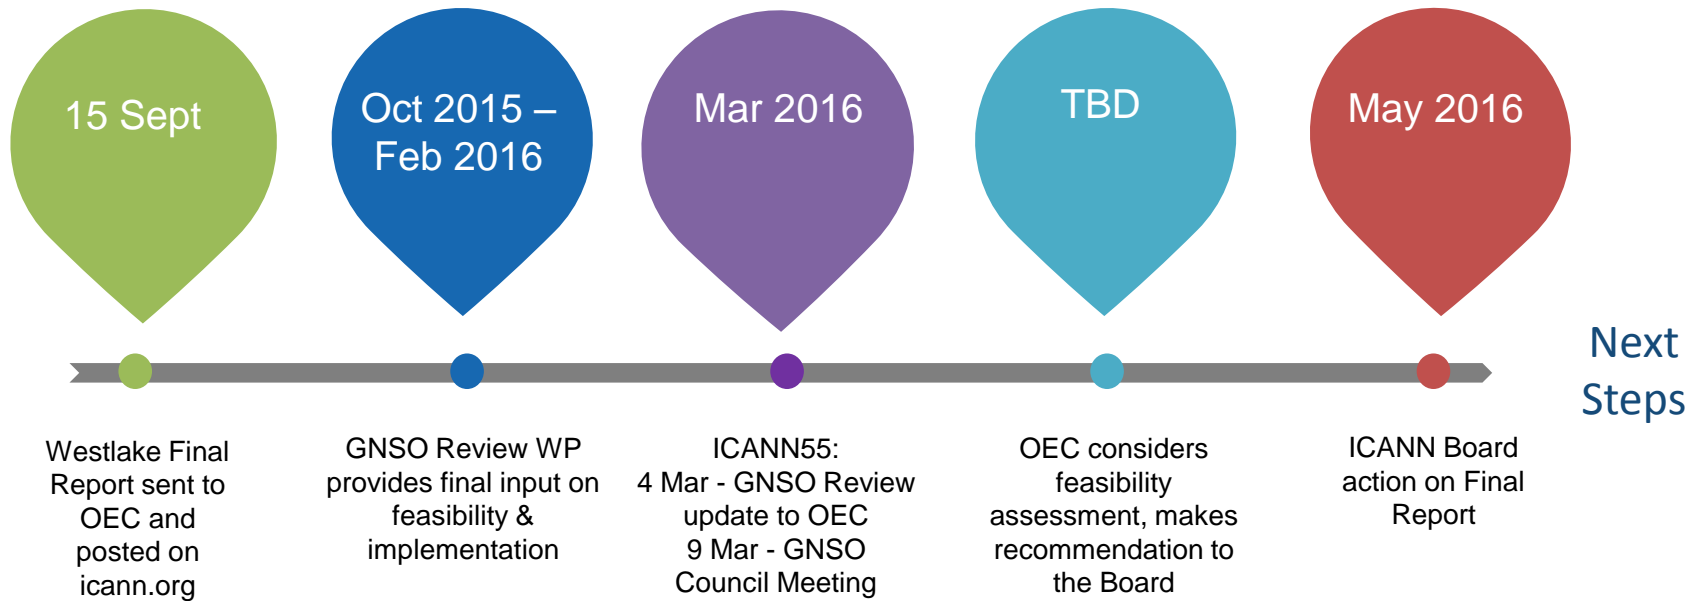 15 Sept
Oct 2015 –
Feb 2016
Mar 2016
TBD
May 2016
Next
Steps
Westlake Final
Report sent to
OEC and
posted on
icann.org
GNSO Review WP
provides final input on
feasibility &
implementation
ICANN55:
4 Mar - GNSO Review
update to OEC
9 Mar - GNSO
Council Meeting
OEC considers
feasibility
assessment, makes
recommendation to
the Board
ICANN Board
action on Final
Report